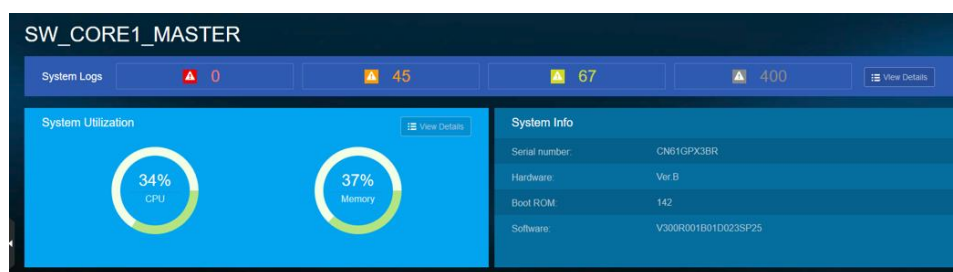 SW_CORE1_MASTER
System Logs 0 45 67 400 View Details
System Utilization View Details
34% CPU
37% Memory
System Info
Serial number: CN61GPX3BR
Hardware: Ver.B
Boot ROM: 142
Software: V300R001B01D023SP25